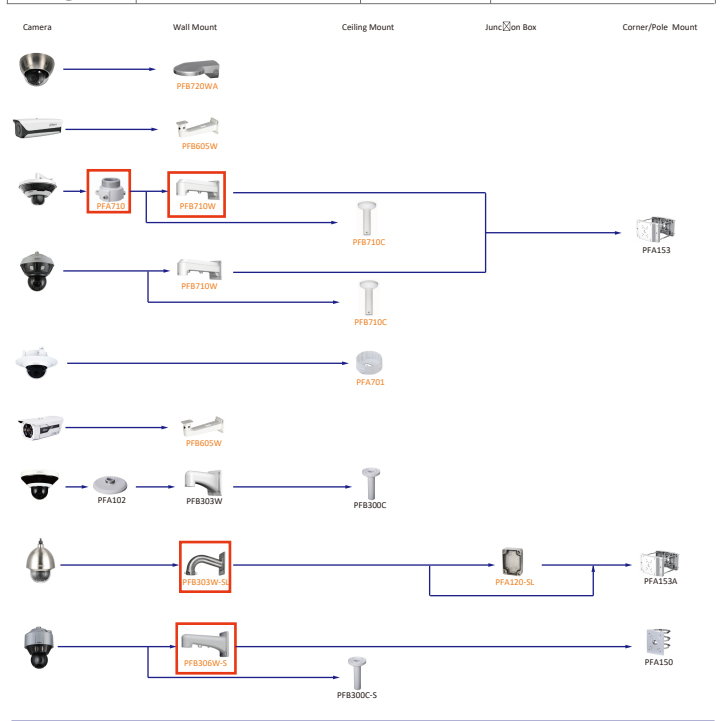 Camera Wall Mount Ceiling Mount Junc☒on Box Corner/Pole Mount
PFB720WA
PFB605W
PFA710 PFB710W
PFB710C
PFA153
PFB710W
PFB710C
PFA701
PFB605W
PFA102 PFB303W PFB300C
PFB303W-SL PFA120-SL PFA153A
PFB306W-S PFA150
PFB300C-S